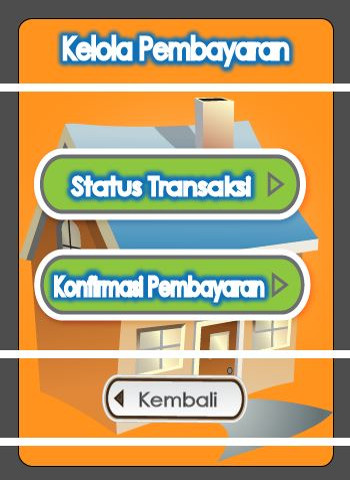 Kelola Pembayaran
Status Transaksi
Konfirmasi Pembayaran
Kembali